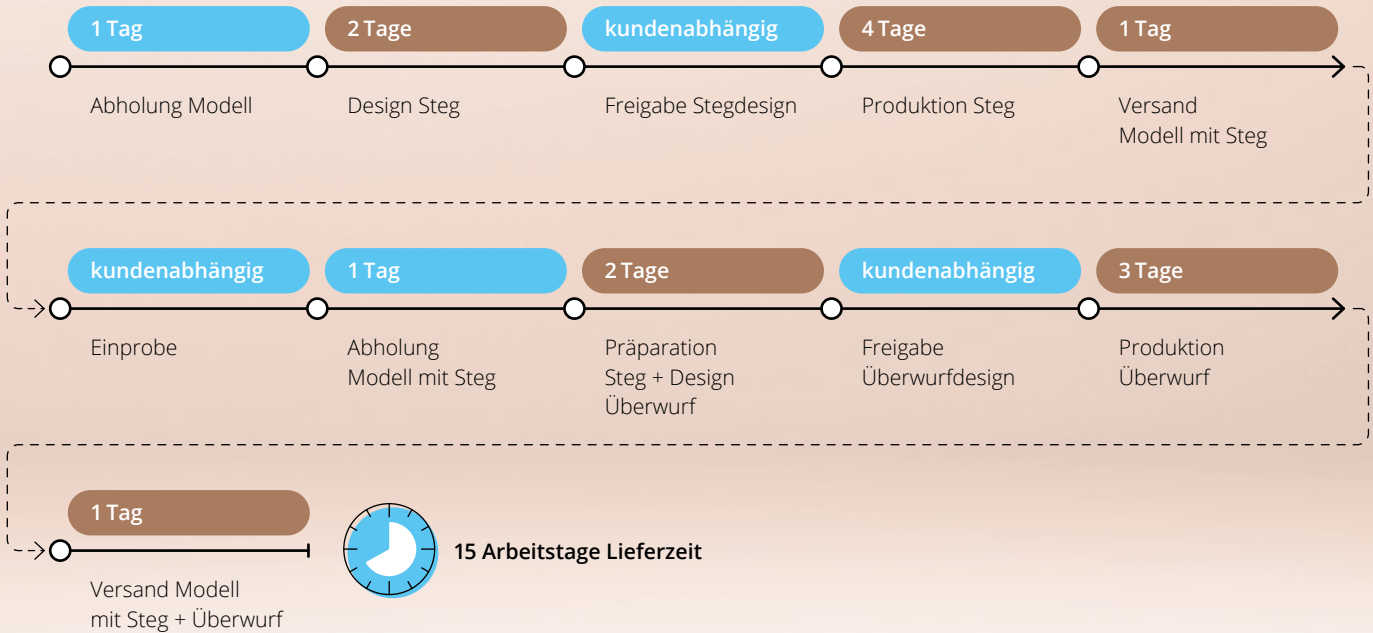 1 Tag
2 Tage
kundenabhängig
4 Tage
1 Tag
Abholung Modell
Design Steg
Freigabe Stegdesign
Produktion Steg
Versand
Modell mit Steg
kundenabhängig
1 Tag
2 Tage
kundenabhängig
3 Tage
Einprobe
Abholung
Modell mit Steg
Präparation
Steg + Design
Überwurf
Freigabe
Überwurfdesign
Produktion
Überwurf
1 Tag
15 Arbeitstage Lieferzeit
Versand Modell
mit Steg + Überwurf